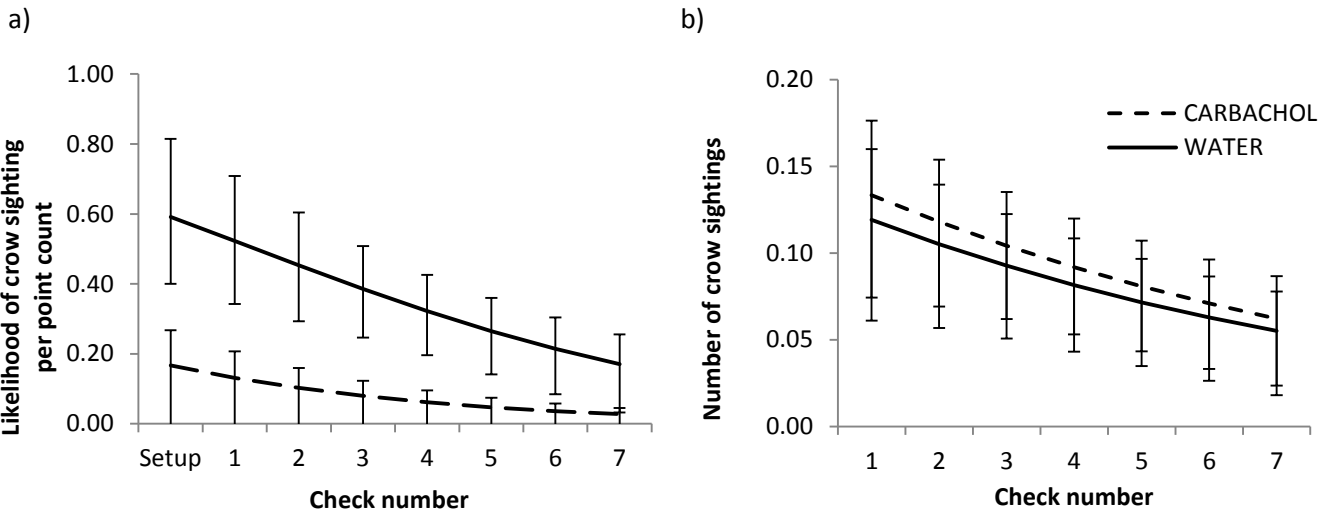 a)
b)
Likelihood of crow sighting
per point count
1.00
0.80
0.60
0.40
0.20
0.00
Setup 1 2 3 4 5 6 7
Check number
Number of crow sightings
0.20
0.15
0.10
0.05
0.00
CARBACHOL
WATER
1 2 3 4 5 6 7
Check number